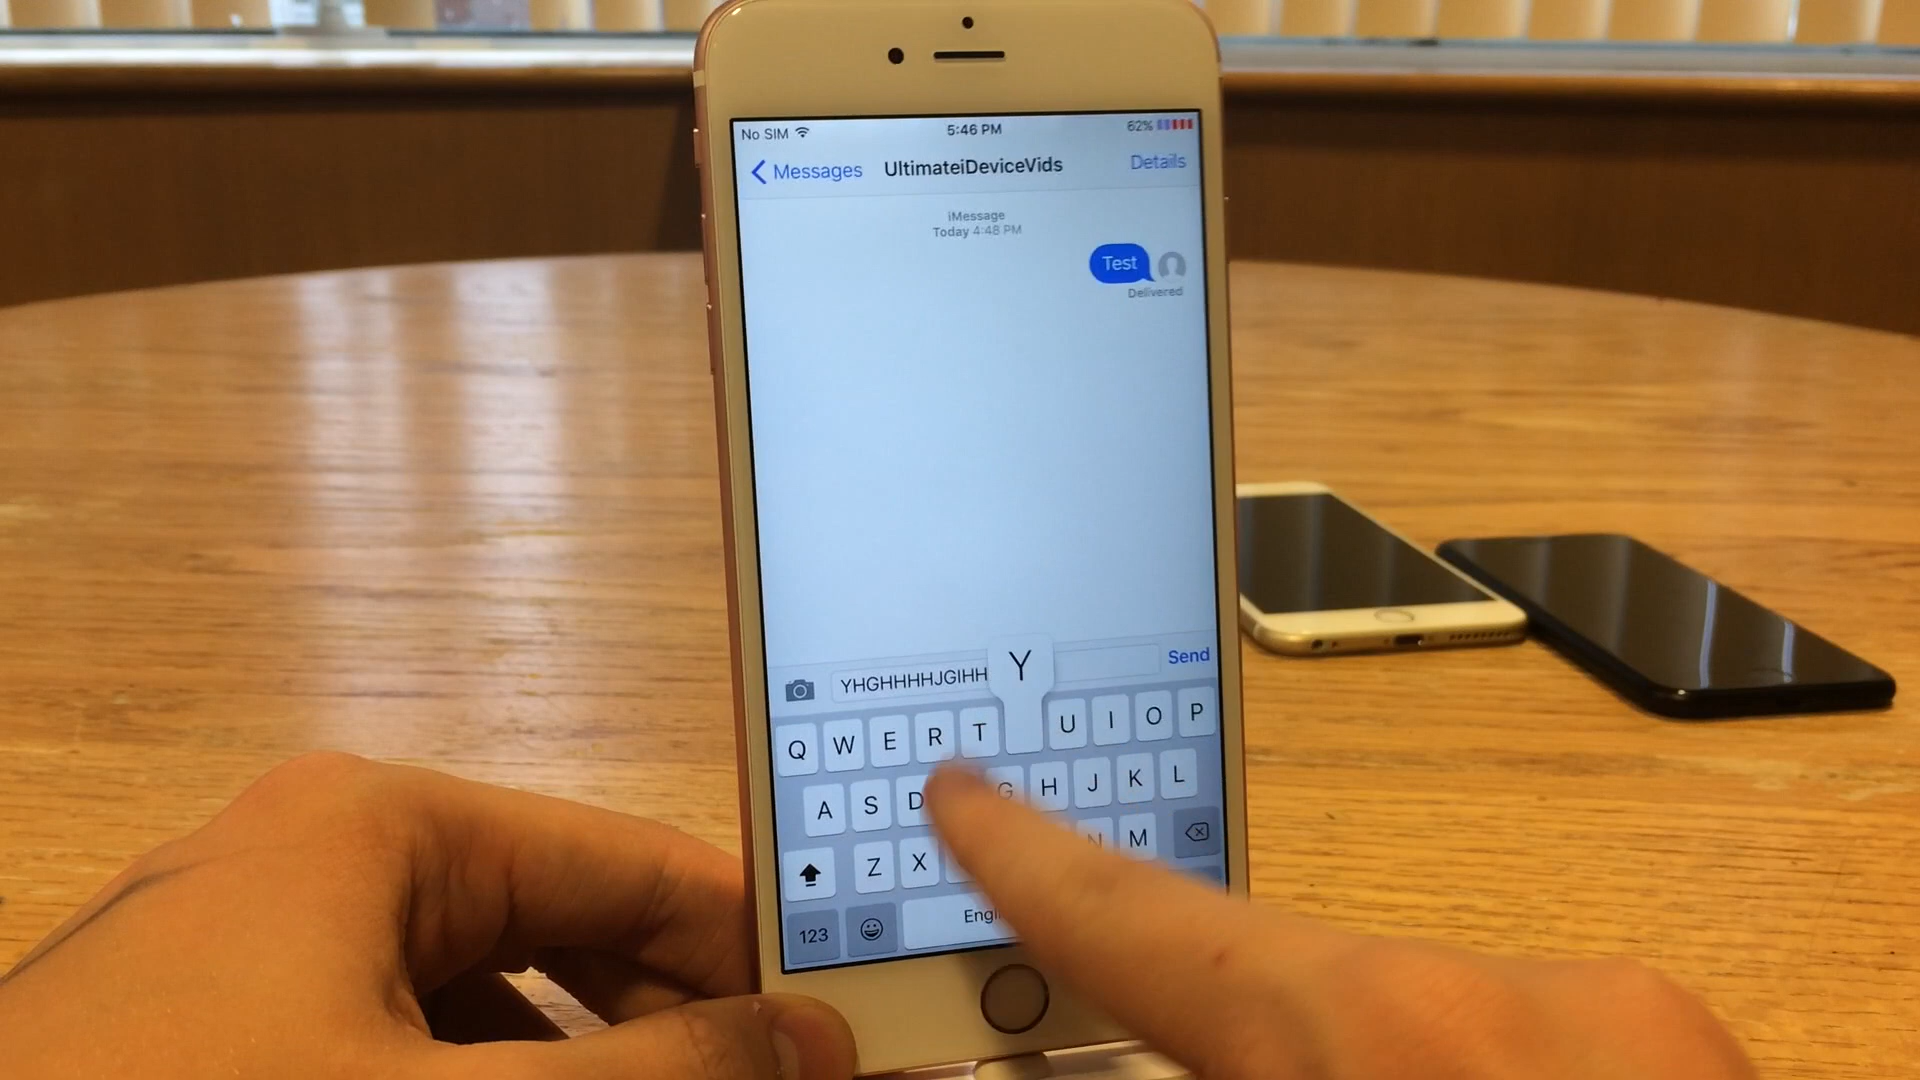 No SIM 5:46 PM 62%
Messages UltimateiDeviceVids Details
iMessage
Today 4:48 PM
Test
Delivered
YHGHHHHJGIHH Send
Y
Q W E R T U I O P
A S D G H J K L
Z X N M
123